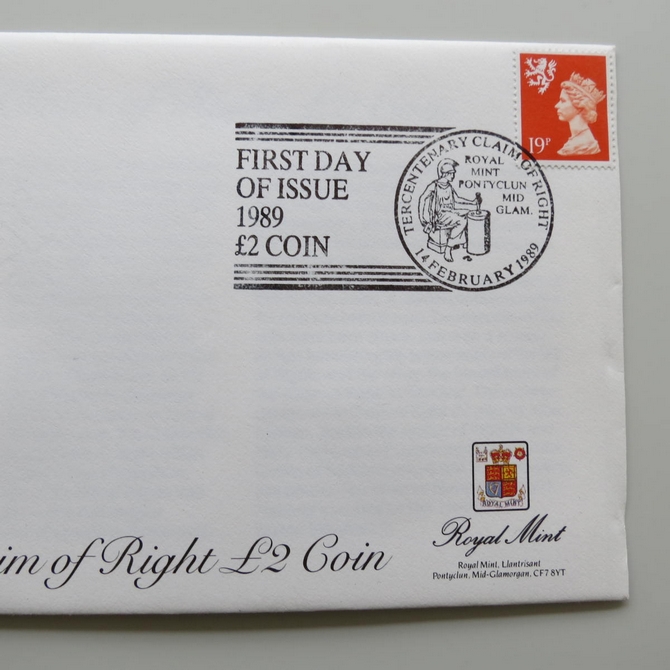 19P
FIRST DAY
OF ISSUE
1989
£2 COIN
TERCENTENARY CLAIM OF RIGHT
ROYAL
MINT
PONTYCLUN
MID
GLAM.
14 FEBRUARY 1989
ROYAL MINT
Royal Mint
Royal Mint, Llantrisant
Pontyclun, Mid-Glamorgan, CF7 8YT
im of Right £2 Coin